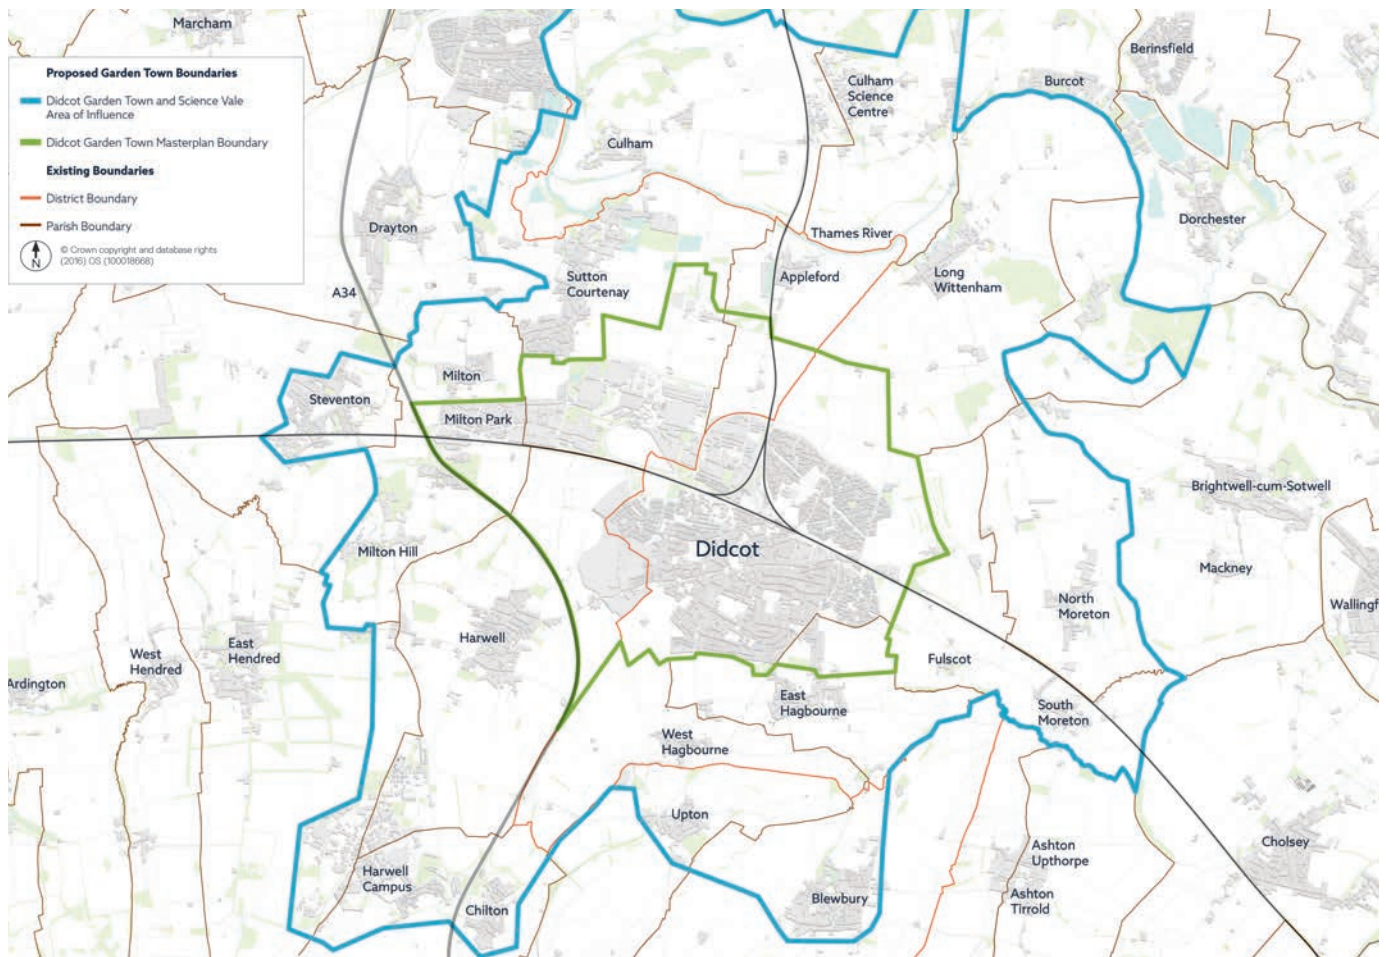 Marcham
Proposed Garden Town Boundaries
Didcot Garden Town and Science Vale
Area of Influence
Didcot Garden Town Masterplan Boundary
Existing Boundaries
District Boundary
Parish Boundary
N
© Crown copyright and database rights
(2016) OS (100018668)
Berinsfield
Culham
Science
Centre
Burcot
Culham
Drayton
Dorchester
Thames River
Sutton
Courtenay
Appleford
Long
Wittenham
A34
Milton
Steventon
Milton Park
Brightwell-cum-Sotwell
Didcot
Milton Hill
Mackney
North
Moreton
Wallingf
Harwell
East
Hendred
West
Hendred
Fulscot
Ardington
East
Hagbourne
South
Moreton
West
Hagbourne
Upton
Cholsey
Ashton
Upthorpe
Harwell
Campus
Ashton
Tirrold
Blewbury
Chilton